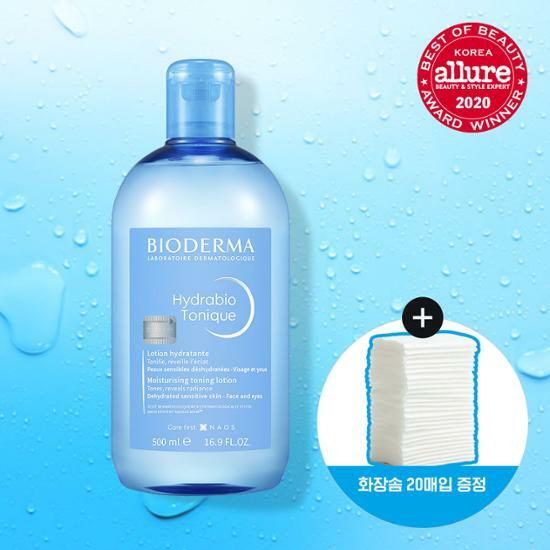 BEST OF BEAUTY
KOREA
allure
BEAUTY & STYLE EXPERT
2020
AWARD WINNER
BIODERMA
LABORATOIRE DERMATOLOGIQUE
Hydrabio
Tonique
Lotion hydratante
Tonifie, réveille l'éclat
Peaux sensibles déshydratées - Visage et yeux
Moisturising toning lotion
Tones, reveals radiance
Dehydrated sensitive skin - Face and eyes
Care first. NAOS
500 ml ℮ 16.9 FL.OZ.
+
화장솜 20매입 증정